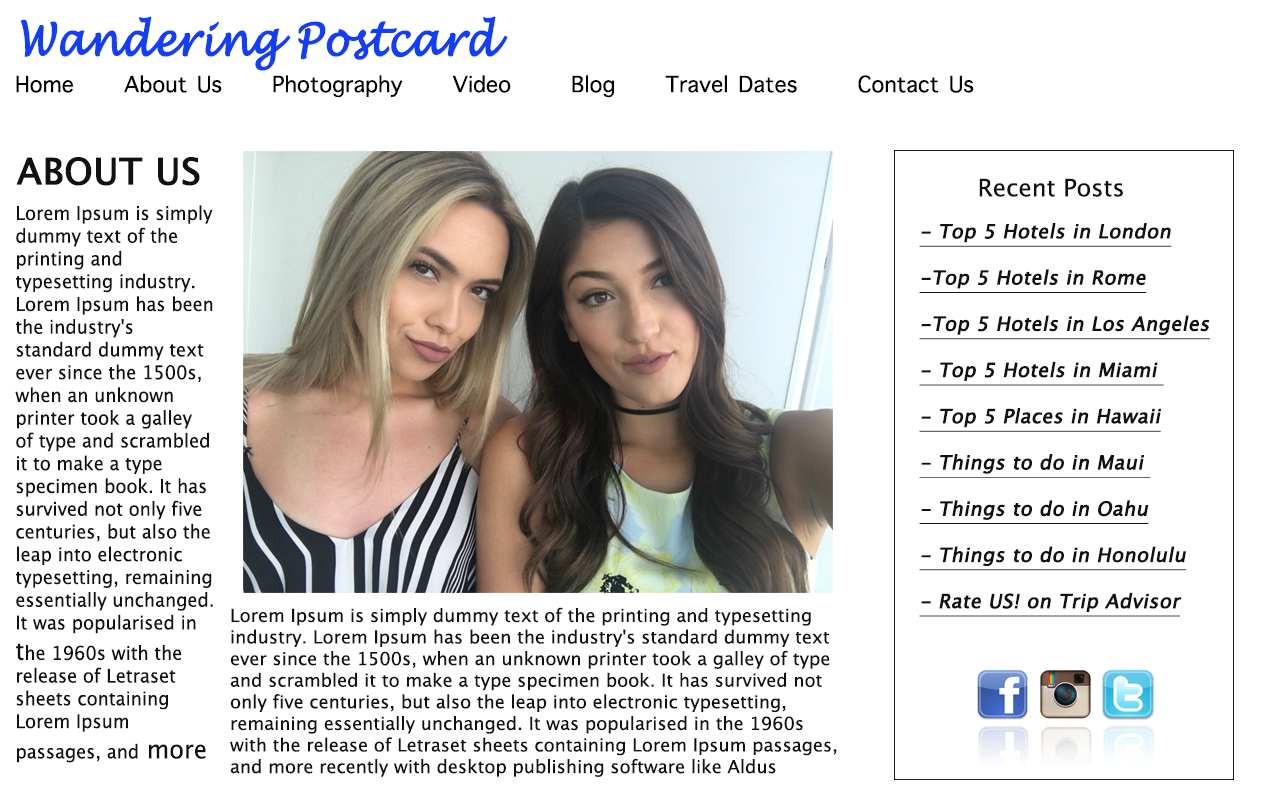 Wandering Postcard
Home About Us Photography Video Blog Travel Dates Contact Us
ABOUT US
Lorem Ipsum is simply
dummy text of the
printing and
typesetting industry.
Lorem Ipsum has been
the industry's
standard dummy text
ever since the 1500s,
when an unknown
printer took a galley
of type and scrambled
it to make a type
specimen book. It has
survived not only five
centuries, but also the
leap into electronic
typesetting, remaining
essentially unchanged.
It was popularised in
the 1960s with the
release of Letraset
sheets containing
Lorem Ipsum
passages, and more
Lorem Ipsum is simply dummy text of the printing and typesetting
industry. Lorem Ipsum has been the industry's standard dummy text
ever since the 1500s, when an unknown printer took a galley of type
and scrambled it to make a type specimen book. It has survived not
only five centuries, but also the leap into electronic typesetting,
remaining essentially unchanged. It was popularised in the 1960s
with the release of Letraset sheets containing Lorem Ipsum passages,
and more recently with desktop publishing software like Aldus
Recent Posts
- Top 5 Hotels in London
-Top 5 Hotels in Rome
-Top 5 Hotels in Los Angeles
- Top 5 Hotels in Miami
- Top 5 Places in Hawaii
- Things to do in Maui
- Things to do in Oahu
- Things to do in Honolulu
- Rate US! on Trip Advisor